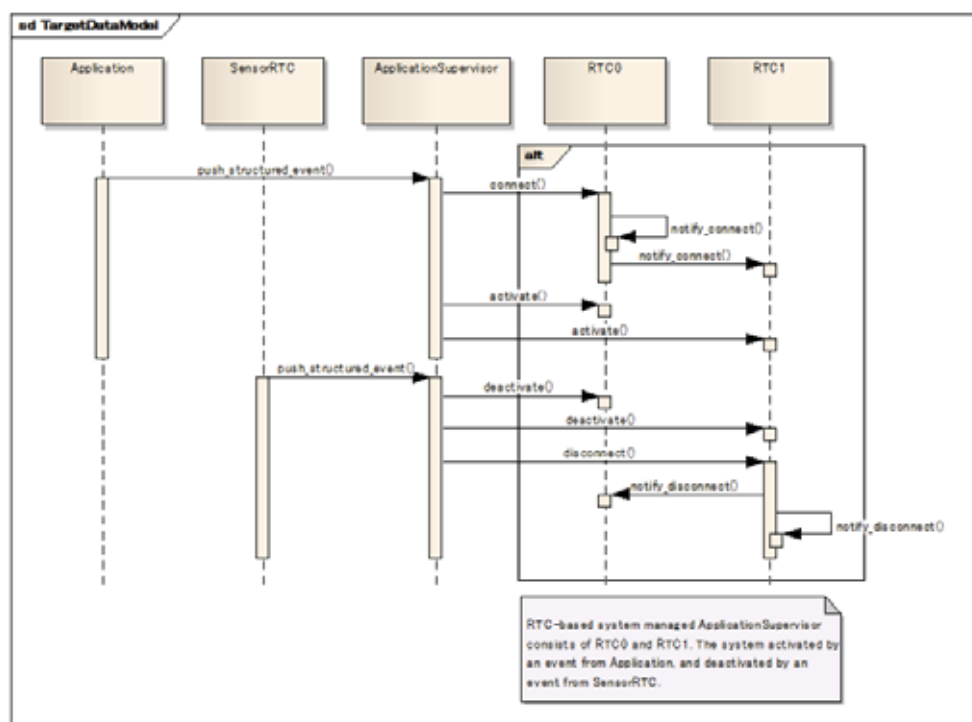 sd TargetDataModel
Application
SensorRTC
ApplicationSupervisor
RTC0
RTC1
alt
push_structured_event()
connect()
notify_connect()
notify_connect()
activate()
activate()
push_structured_event()
deactivate()
deactivate()
disconnect()
notify_disconnect()
notify_disconnect()
RTC-based system managed ApplicationSupervisor
consists of RTC0 and RTC1. The system activated by
an event from Application, and deactivated by an
event from SensorRTC.